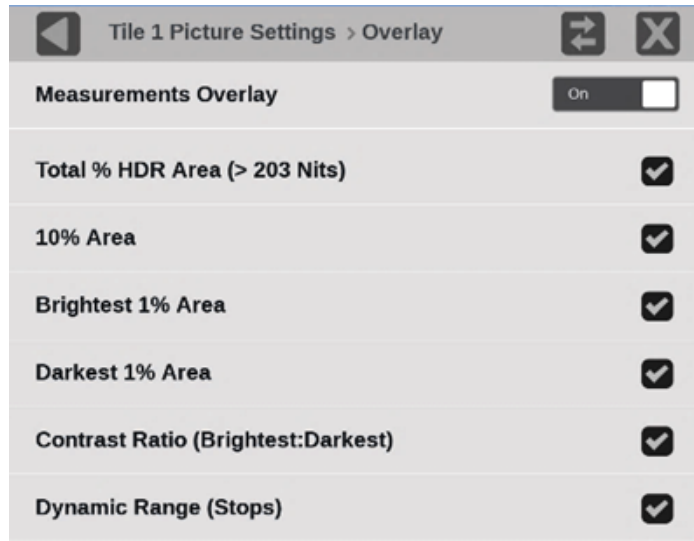 Tile 1 Picture Settings > Overlay
Measurements Overlay On
Total % HDR Area (> 203 Nits)
10% Area
Brightest 1% Area
Darkest 1% Area
Contrast Ratio (Brightest:Darkest)
Dynamic Range (Stops)